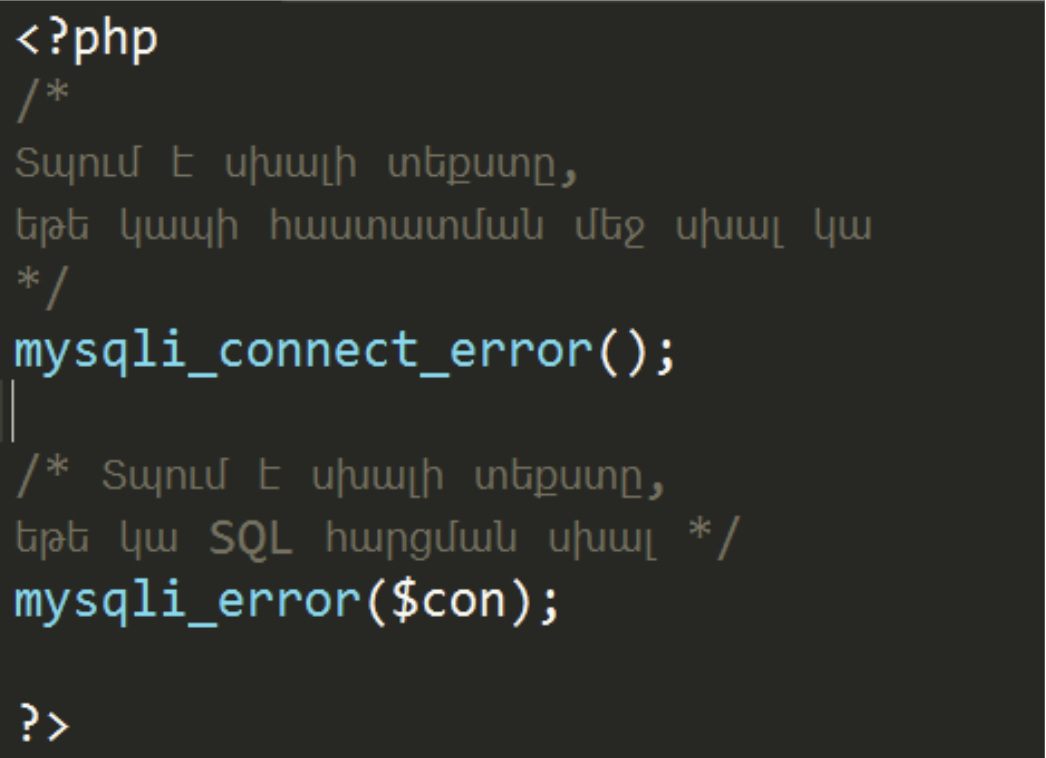 <?php
/*
Տպում է սխալի տեքստը,
եթե կապի հաստատման մեջ սխալ կա
*/
mysqli_connect_error();
/* Տպում է սխալի տեքստը,
եթե կա SQL հարցման սխալ */
mysqli_error($con);
?>